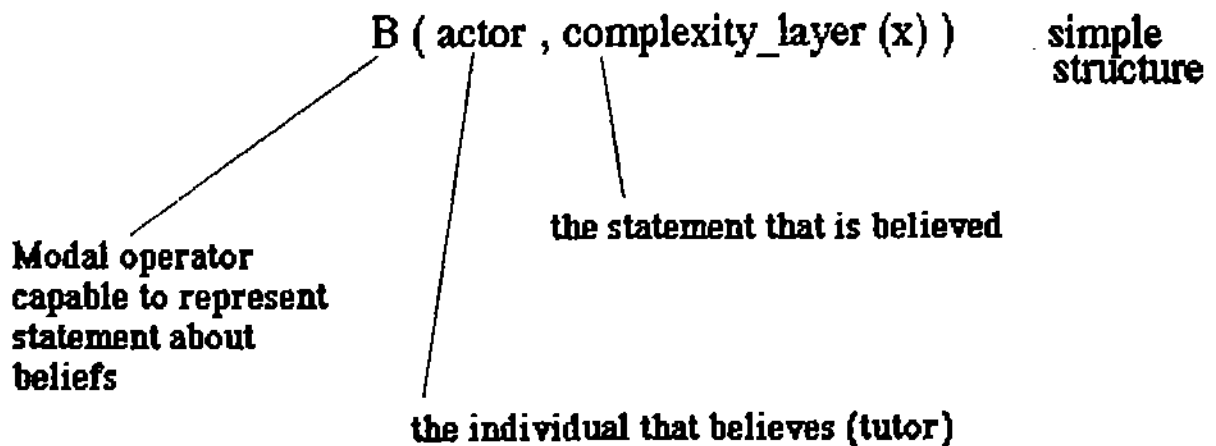 B ( actor , complexity_layer (x) )
simple
structure
the statement that is believed
Modal operator
capable to represent
statement about
beliefs
the individual that believes (tutor)